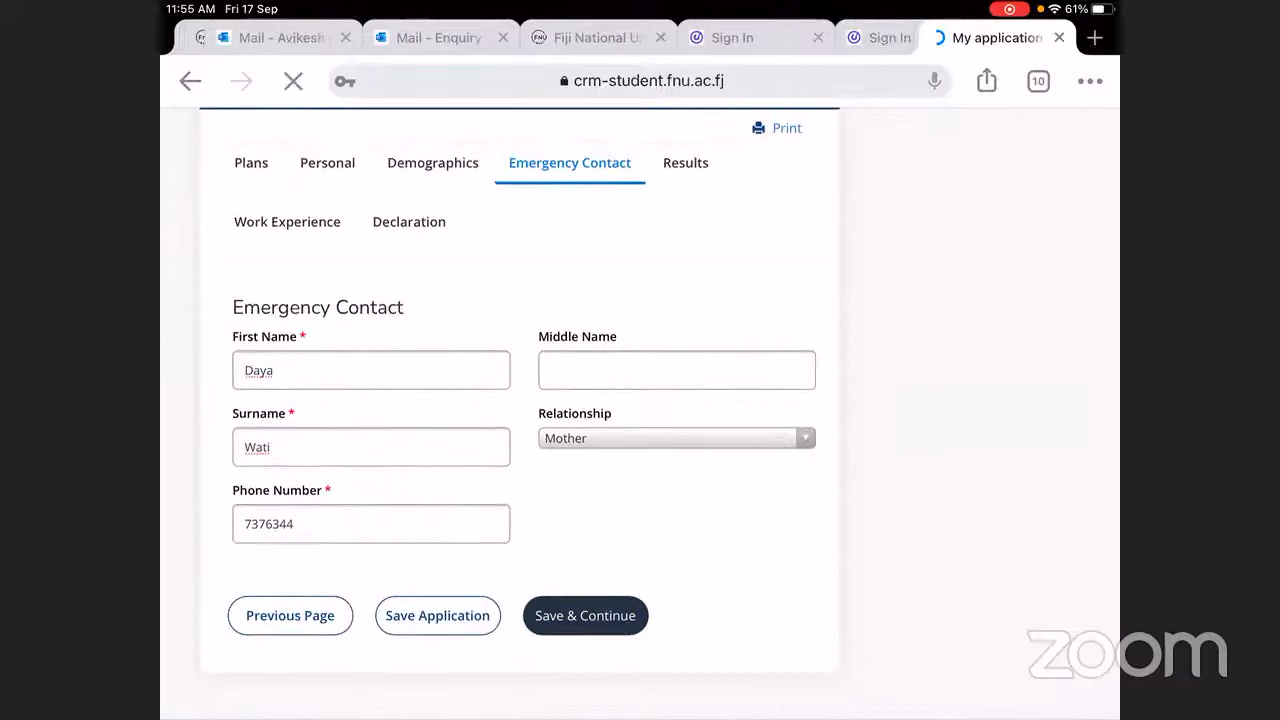 11:55 AM Fri 17 Sep 61%
Mail - Avikesh Mail - Enquiry Fiji National Un Sign In Sign In My application
crm-student.fnu.ac.fj 10
Print
Plans Personal Demographics Emergency Contact Results
Work Experience Declaration
Emergency Contact
First Name * Middle Name
Daya
Surname * Relationship
Wati Mother
Phone Number *
7376344
Previous Page Save Application Save & Continue
zoom